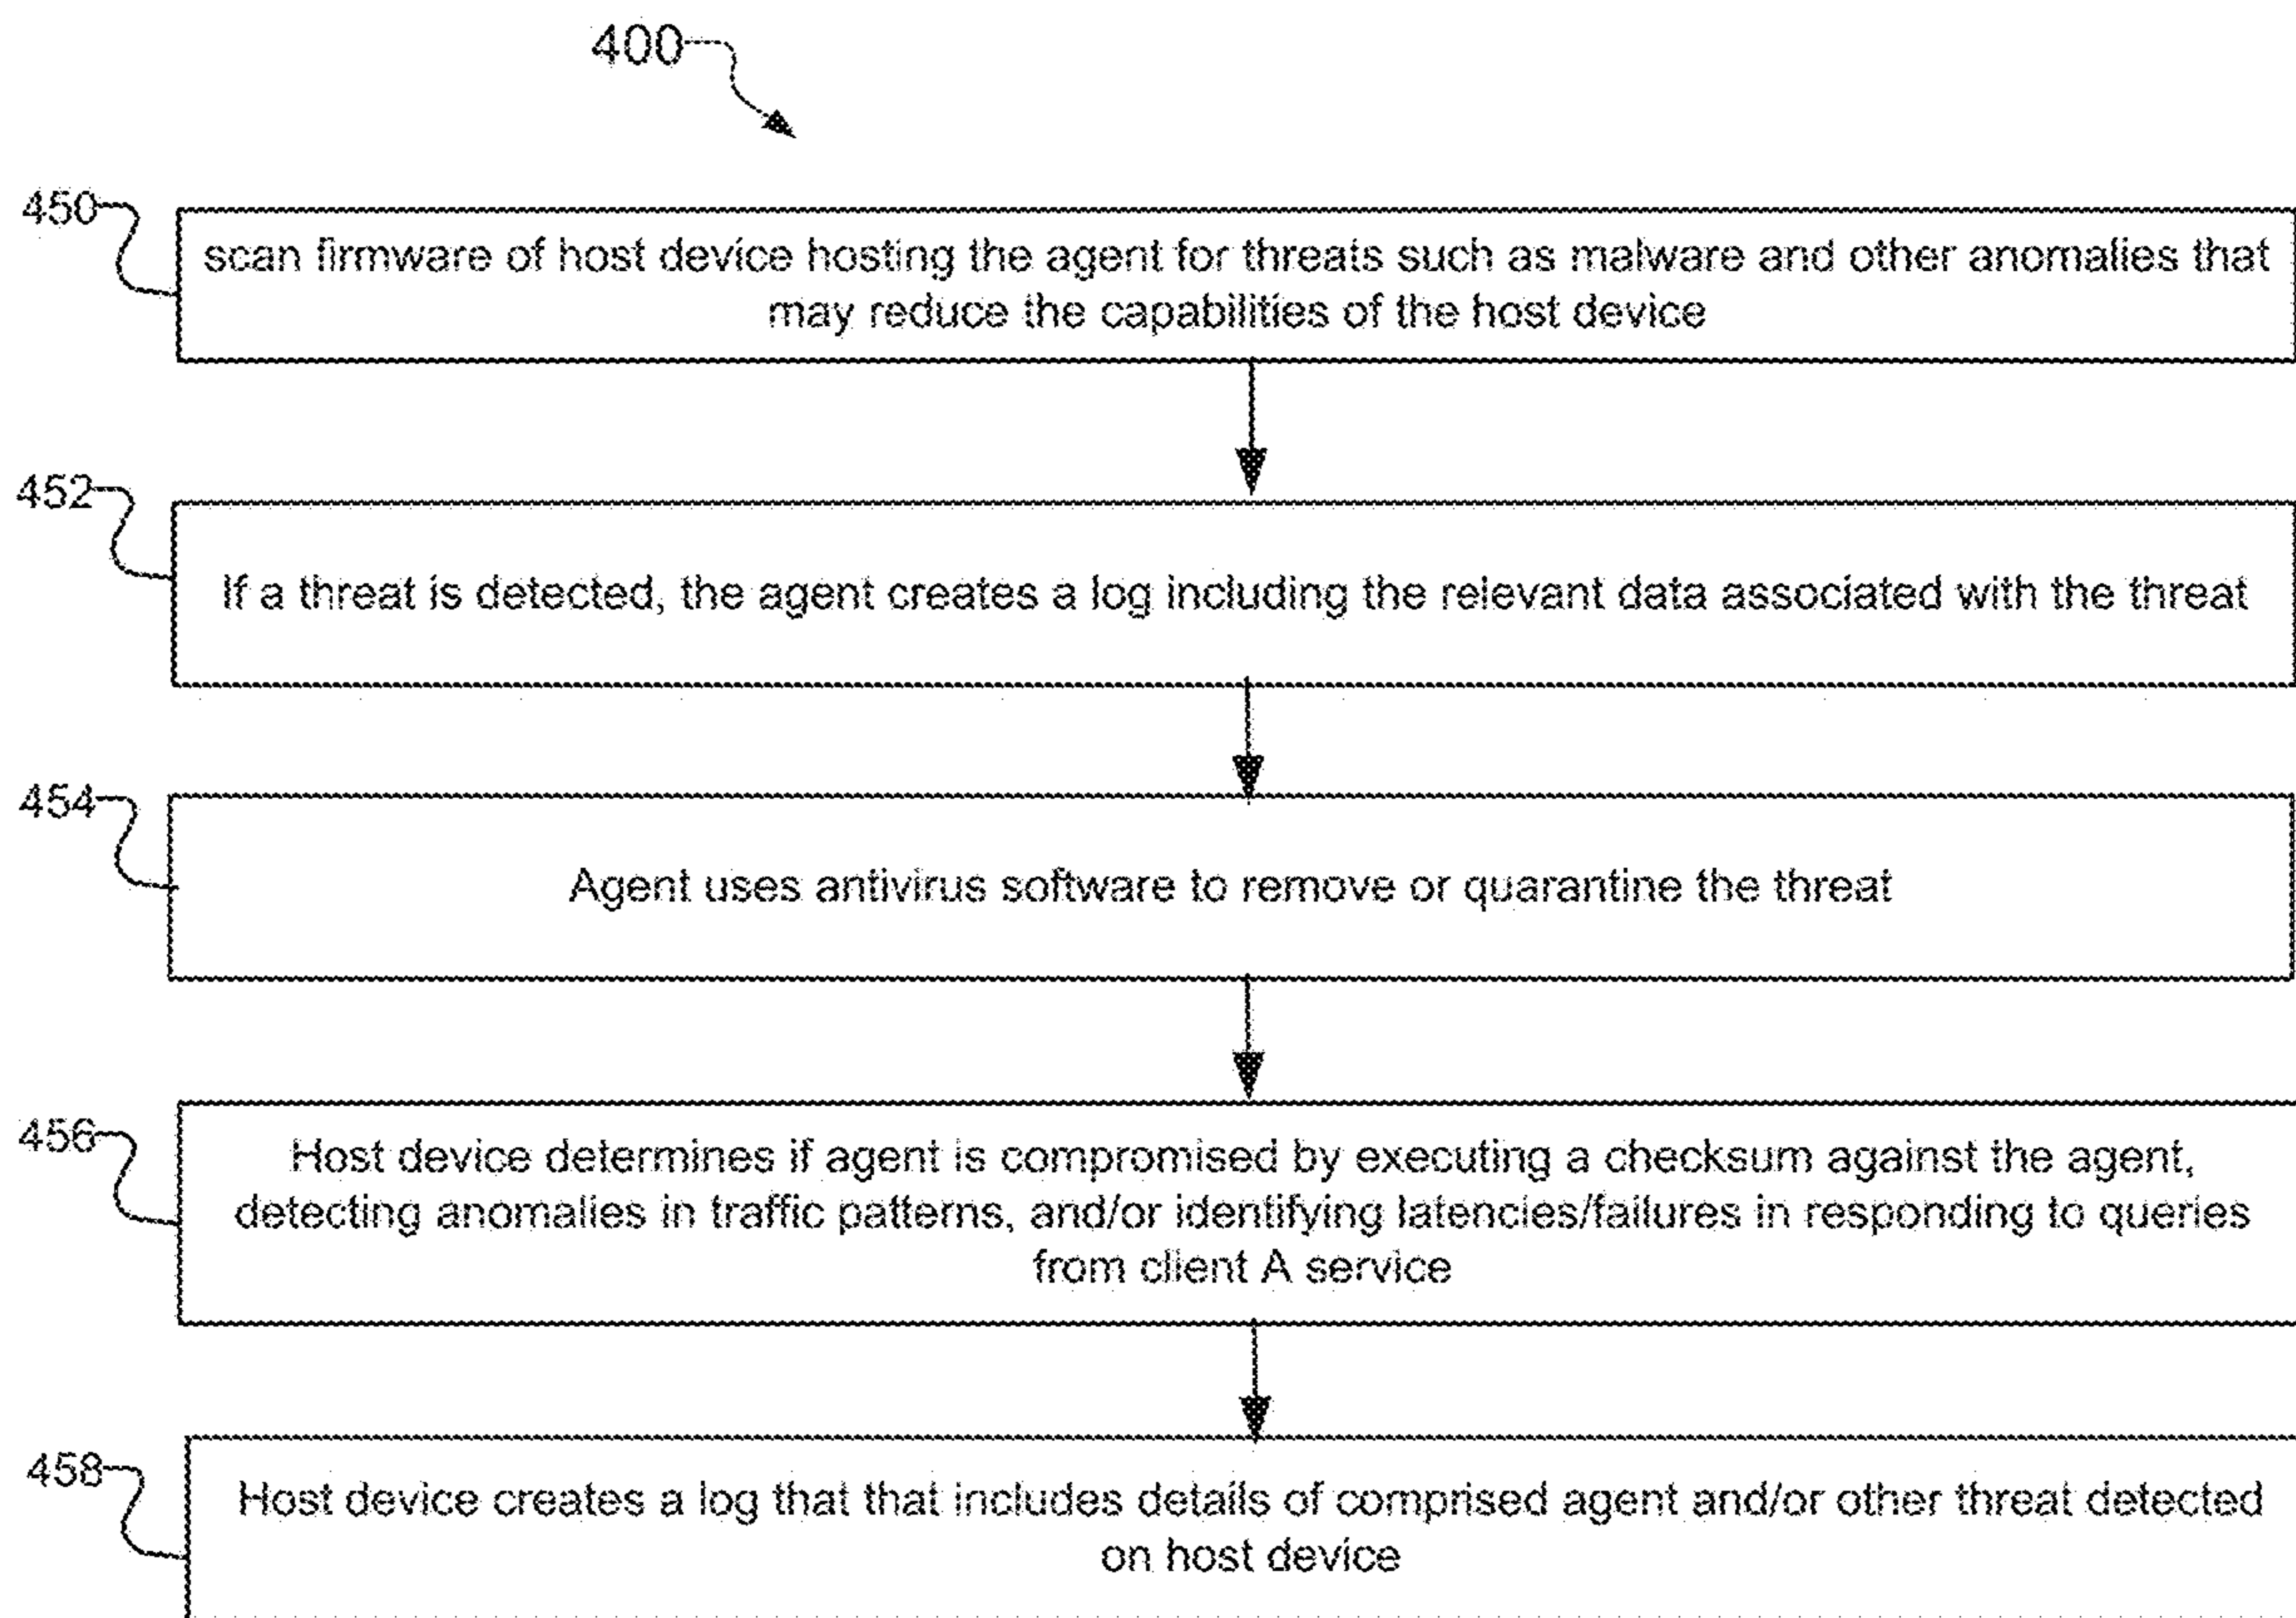 400
450
scan firmware of host device hosting the agent for threats such as malware and other anomalies that
may reduce the capabilities of the host device
452
If a threat is detected, the agent creates a log including the relevant data associated with the threat
454
Agent uses antivirus software to remove or quarantine the threat
456
Host device determines if agent is compromised by executing a checksum against the agent,
detecting anomalies in traffic patterns, and/or identifying latencies/failures in responding to queries
from client A service
458
Host device creates a log that that includes details of comprised agent and/or other threat detected
on host device